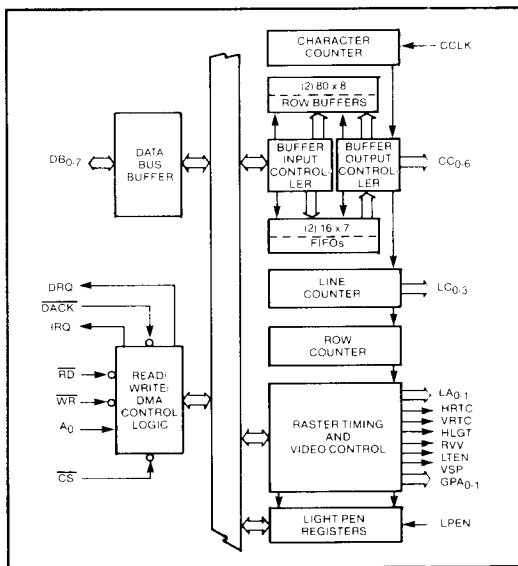 CHARACTER
COUNTER
CCLK
(2) 80 x 8
ROW BUFFERS
DB0-7
DATA
BUS
BUFFER
BUFFER
INPUT
CONTROL-
LER
BUFFER
OUTPUT
CONTROL-
LER
CC0-6
(2) 16 x 7
FIFOs
DRQ
DACK
IRQ
RD
WR
A0
CS
READ/
WRITE/
DMA
CONTROL
LOGIC
LINE
COUNTER
LC0-3
ROW
COUNTER
RASTER TIMING
AND
VIDEO CONTROL
LA0-1
HRTC
VRTC
HLGT
RVV
LTEN
VSP
GPA0-1
LIGHT PEN
REGISTERS
LPEN